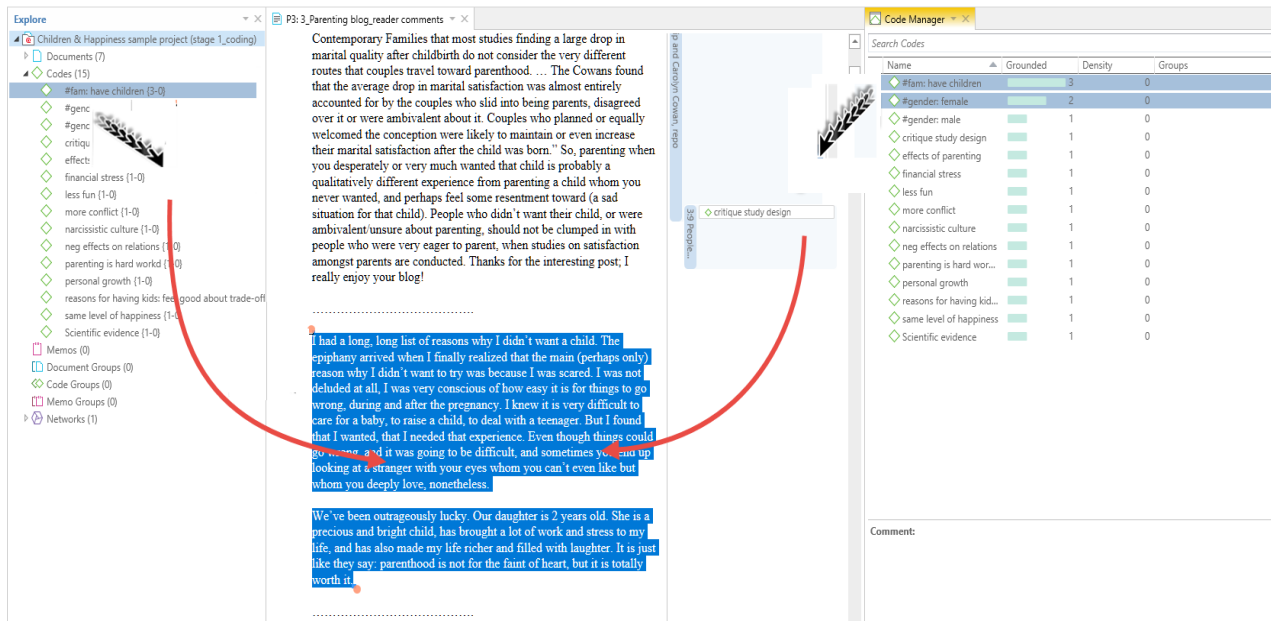 Explore
Children & Happiness sample project (stage 1_coding)
Documents (7)
Codes (15)
#fam: have children {3-0}
#genc
#genc
critiqu
effects
financial stress {1-0}
less fun {1-0}
more conflict {1-0}
narcissistic culture {1-0}
neg effects on relations {1-0}
parenting is hard workd {1-0}
personal growth {1-0}
reasons for having kids: feel good about trade-off
same level of happiness {1-0}
Scientific evidence {1-0}
Memos (0)
Document Groups (0)
Code Groups (0)
Memo Groups (0)
Networks (1)
P3: 3_Parenting blog_reader comments
Contemporary Families that most studies finding a large drop in
marital quality after childbirth do not consider the very different
routes that couples travel toward parenthood. … The Cowans found
that the average drop in marital satisfaction was almost entirely
accounted for by the couples who slid into being parents, disagreed
over it or were ambivalent about it. Couples who planned or equally
welcomed the conception were likely to maintain or even increase
their marital satisfaction after the child was born.” So, parenting when
you desperately or very much wanted that child is probably a
qualitatively different experience from parenting a child whom you
never wanted, and perhaps feel some resentment toward (a sad
situation for that child). People who didn’t want their child, or were
ambivalent/unsure about parenting, should not be clumped in with
people who were very eager to parent, when studies on satisfaction
amongst parents are conducted. Thanks for the interesting post; I
really enjoy your blog!
…………………………………
I had a long, long list of reasons why I didn’t want a child. The
epiphany arrived when I finally realized that the main (perhaps only)
reason why I didn’t want to try was because I was scared. I was not
deluded at all, I was very conscious of how easy it is for things to go
wrong, during and after the pregnancy. I knew it is very difficult to
care for a baby, to raise a child, to deal with a teenager. But I found
that I wanted, that I needed that experience. Even though things could
go wrong, and it was going to be difficult, and sometimes you end up
looking at a stranger with your eyes whom you can’t even like but
whom you deeply love, nonetheless.
We’ve been outrageously lucky. Our daughter is 2 years old. She is a
precious and bright child, has brought a lot of work and stress to my
life, and has also made my life richer and filled with laughter. It is just
like they say: parenthood is not for the faint of heart, but it is totally
worth it.
…………………………………
p and Carolyn Cowan, repo
3:9 People...
critique study design
Code Manager
Search Codes
Name Grounded Density Groups
#fam: have children 3 0
#gender: female 2 0
#gender: male 1 0
critique study design 1 0
effects of parenting 1 0
financial stress 1 0
less fun 1 0
more conflict 1 0
narcissistic culture 1 0
neg effects on relations 1 0
parenting is hard wor... 1 0
personal growth 1 0
reasons for having kid... 1 0
same level of happiness 1 0
Scientific evidence 1 0
Comment: